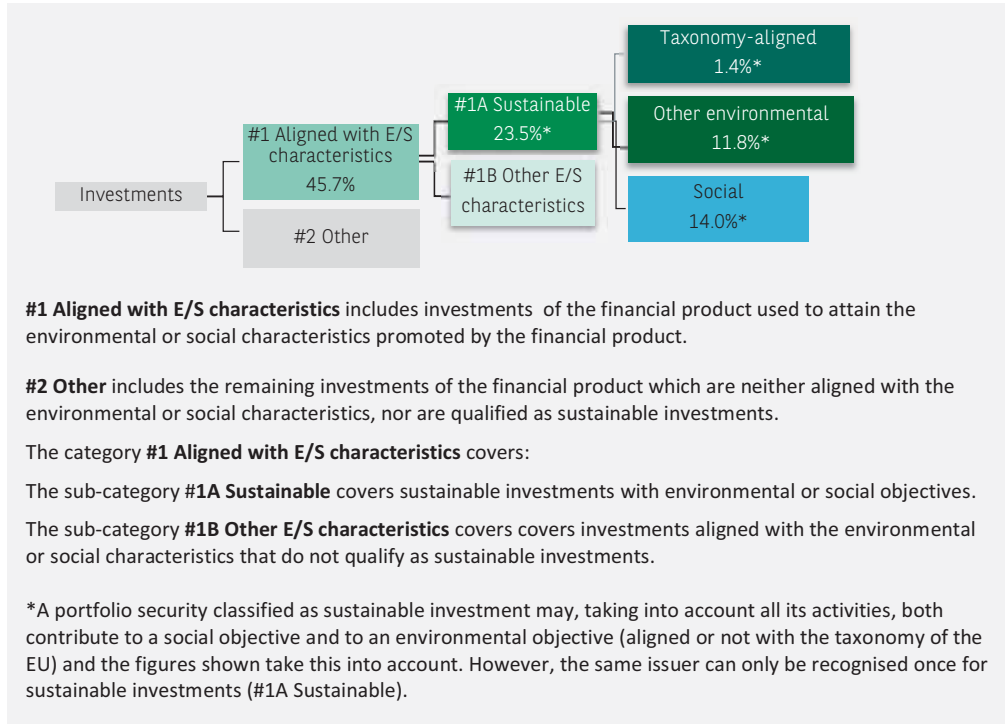 Investments
#1 Aligned with E/S
characteristics
45.7%
#2 Other
#1A Sustainable
23.5%*
#1B Other E/S
characteristics
Taxonomy-aligned
1.4%*
Other environmental
11.8%*
Social
14.0%*
#1 Aligned with E/S characteristics includes investments of the financial product used to attain the
environmental or social characteristics promoted by the financial product.
#2 Other includes the remaining investments of the financial product which are neither aligned with the
environmental or social characteristics, nor are qualified as sustainable investments.
The category #1 Aligned with E/S characteristics covers:
The sub-category #1A Sustainable covers sustainable investments with environmental or social objectives.
The sub-category #1B Other E/S characteristics covers covers investments aligned with the environmental
or social characteristics that do not qualify as sustainable investments.
*A portfolio security classified as sustainable investment may, taking into account all its activities, both
contribute to a social objective and to an environmental objective (aligned or not with the taxonomy of the
EU) and the figures shown take this into account. However, the same issuer can only be recognised once for
sustainable investments (#1A Sustainable).